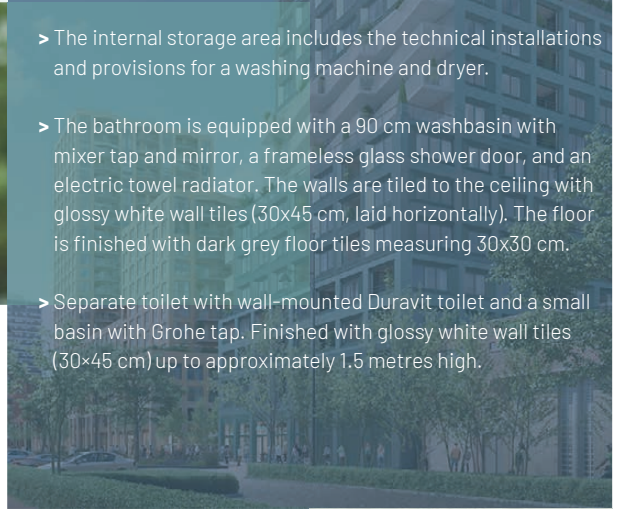 > The internal storage area includes the technical installations
and provisions for a washing machine and dryer.
> The bathroom is equipped with a 90 cm washbasin with
mixer tap and mirror, a frameless glass shower door, and an
electric towel radiator. The walls are tiled to the ceiling with
glossy white wall tiles (30x45 cm, laid horizontally). The floor
is finished with dark grey floor tiles measuring 30x30 cm.
> Separate toilet with wall-mounted Duravit toilet and a small
basin with Grohe tap. Finished with glossy white wall tiles
(30×45 cm) up to approximately 1.5 metres high.